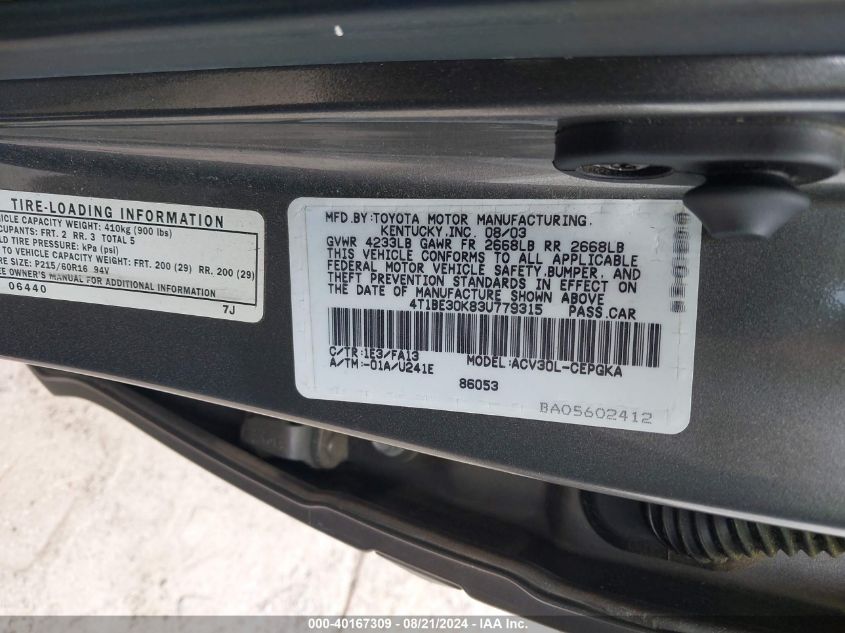 TIRE-LOADING INFORMATION
VEHICLE CAPACITY WEIGHT: 410kg (900 lbs)
OCCUPANTS: FRT. 2 RR. 3 TOTAL 5
COLD TIRE PRESSURE: kPa (psi)
TO VEHICLE CAPACITY WEIGHT: FRT. 200 (29) RR. 200 (29)
SIZE: P215/60R16 94V
SEE OWNER'S MANUAL FOR ADDITIONAL INFORMATION
06440
7J
MFD.BY:TOYOTA MOTOR MANUFACTURING.
KENTUCKY.INC. 08/03
GVWR 4233LB GAWR FR 2668LB RR 2668LB
THIS VEHICLE CONFORMS TO ALL APPLICABLE
FEDERAL MOTOR VEHICLE SAFETY,BUMPER, AND
THEFT PREVENTION STANDARDS IN EFFECT ON
THE DATE OF MANUFACTURE SHOWN ABOVE
4T1BE30K83U779315 PASS.CAR
C/TR:1E3/FA13 MODEL:ACV30L-CEPGKA
A/TM:-01A/U241E
86053
BA05602412
000-40167309 - 08/21/2024 - IAAI.COM